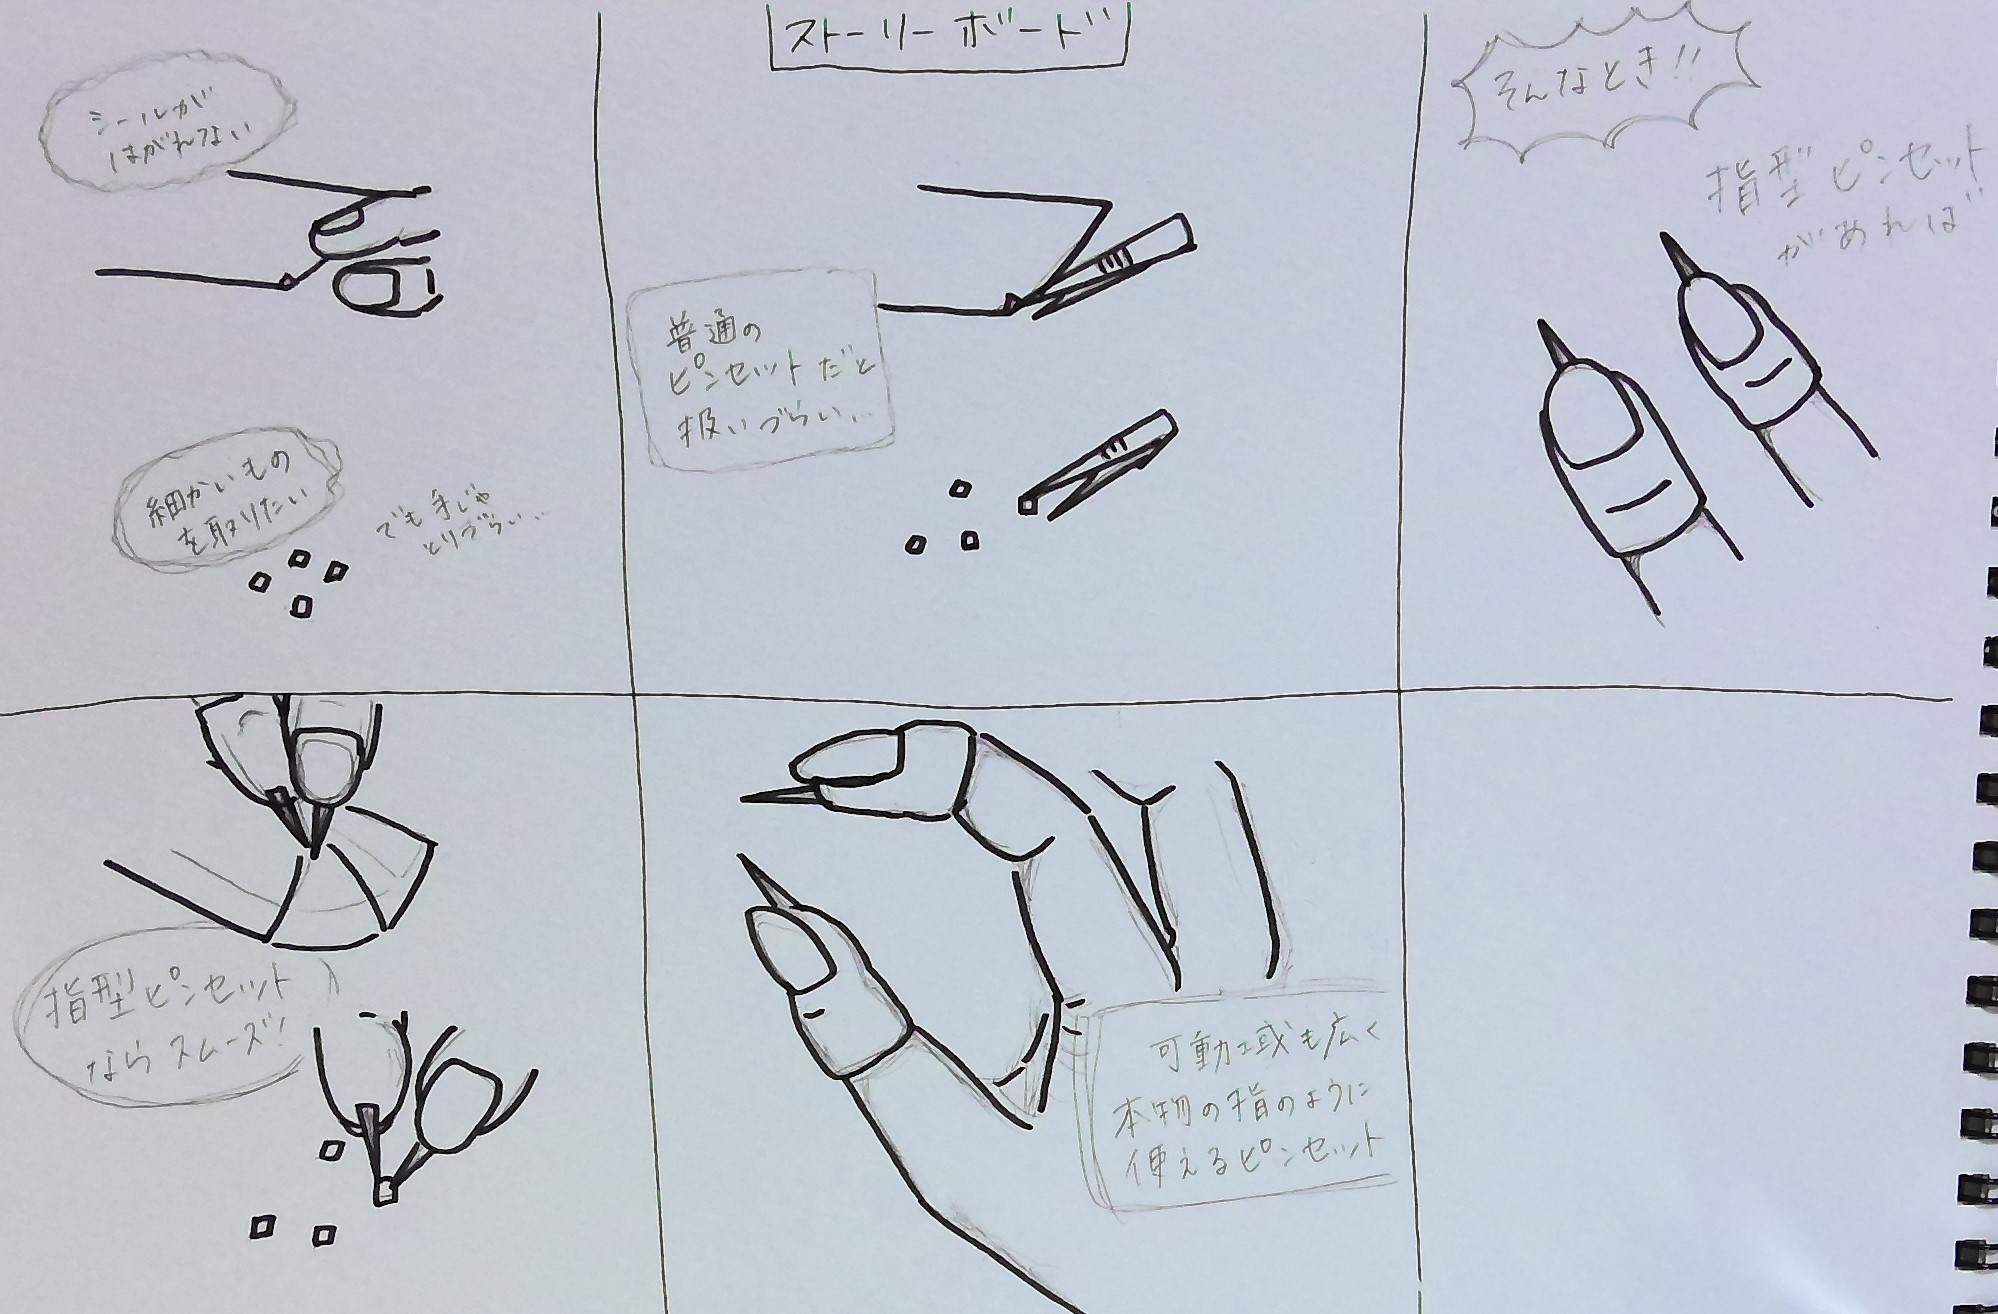 ストーリーボード
シールが
はがれない
細かいもの
を取りたい
でも手じゃ
とりづらい…
普通の
ピンセットだと
扱いづらい…
そんなとき!!
指型ピンセット
があれば
指型ピンセット
ならスムーズ!
可動域も広く
本物の指のように
使えるピンセット